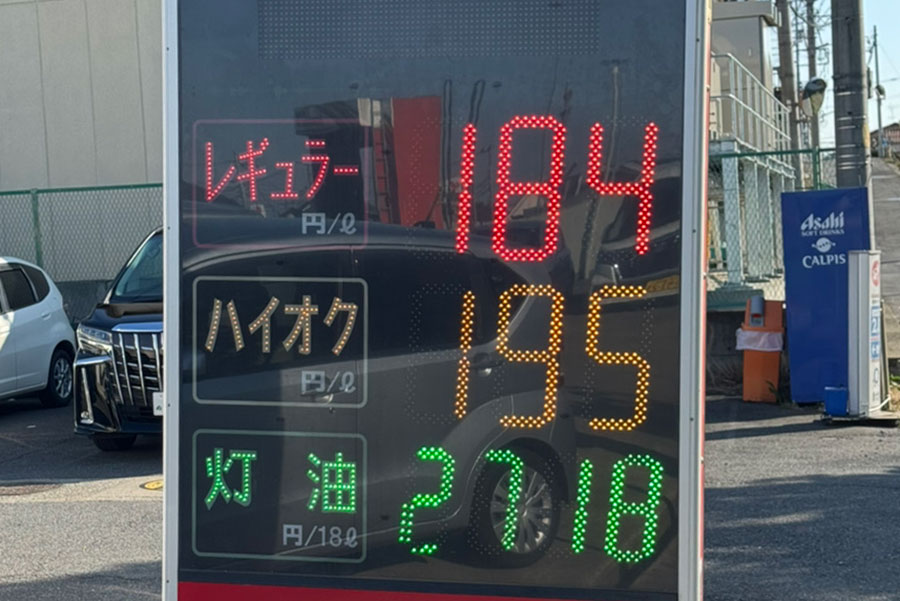 レギュラー 184
円/ℓ
ハイオク 195
円/ℓ
灯油 2718
円/18ℓ
Asahi
SOFT DRINKS
CALPIS